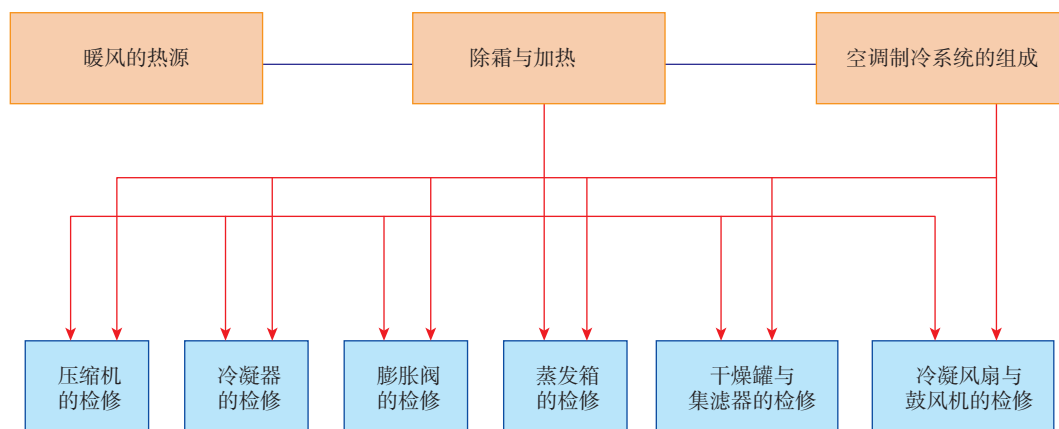 暖风的热源
除霜与加热
空调制冷系统的组成
压缩机
的检修
冷凝器
的检修
膨胀阀
的检修
蒸发箱
的检修
干燥罐与
集滤器的检修
冷凝风扇与
鼓风机的检修